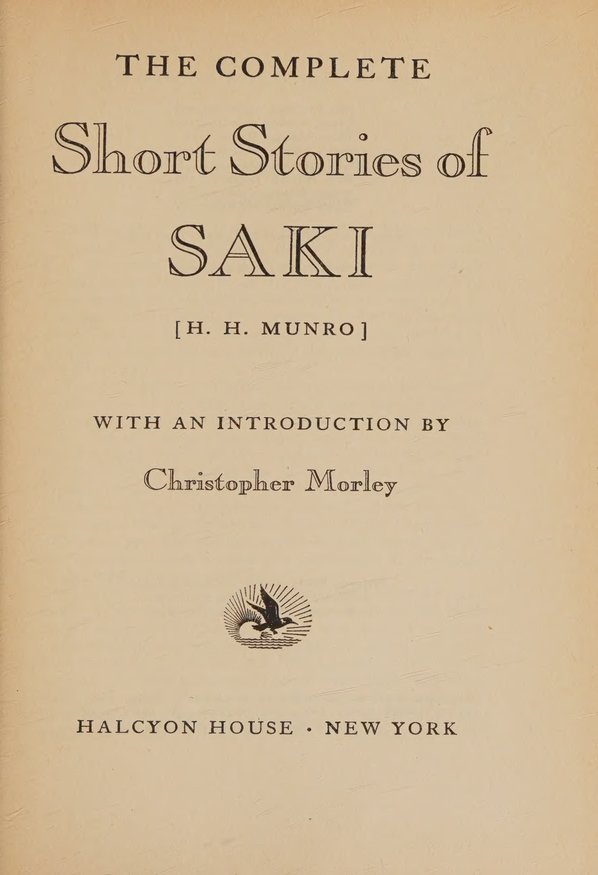 THE COMPLETE
Short Stories of
SAKI
[H. H. MUNRO]
WITH AN INTRODUCTION BY
Christopher Morley
HALCYON HOUSE · NEW YORK